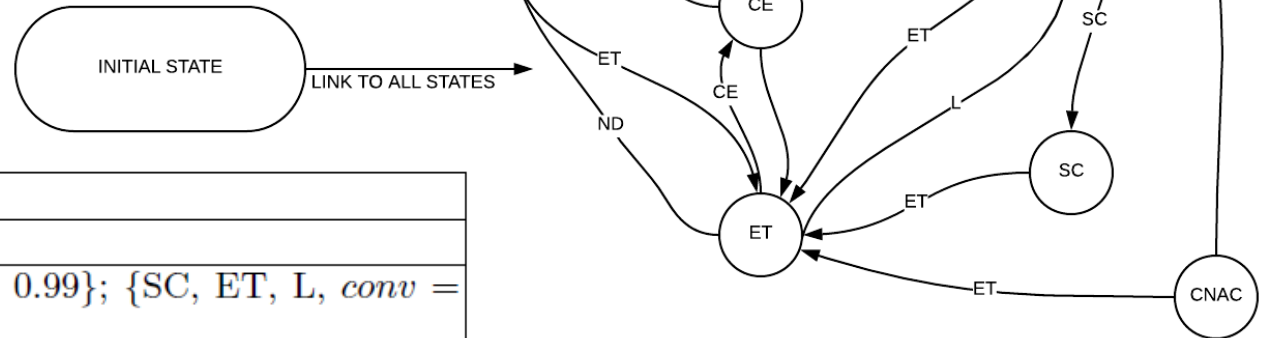 CE
SC
ET
INITIAL STATE
ET
LINK TO ALL STATES
CE
L
ND
SC
ET
ET
0.99}; {SC, ET, L, conv =
ET
CNAC